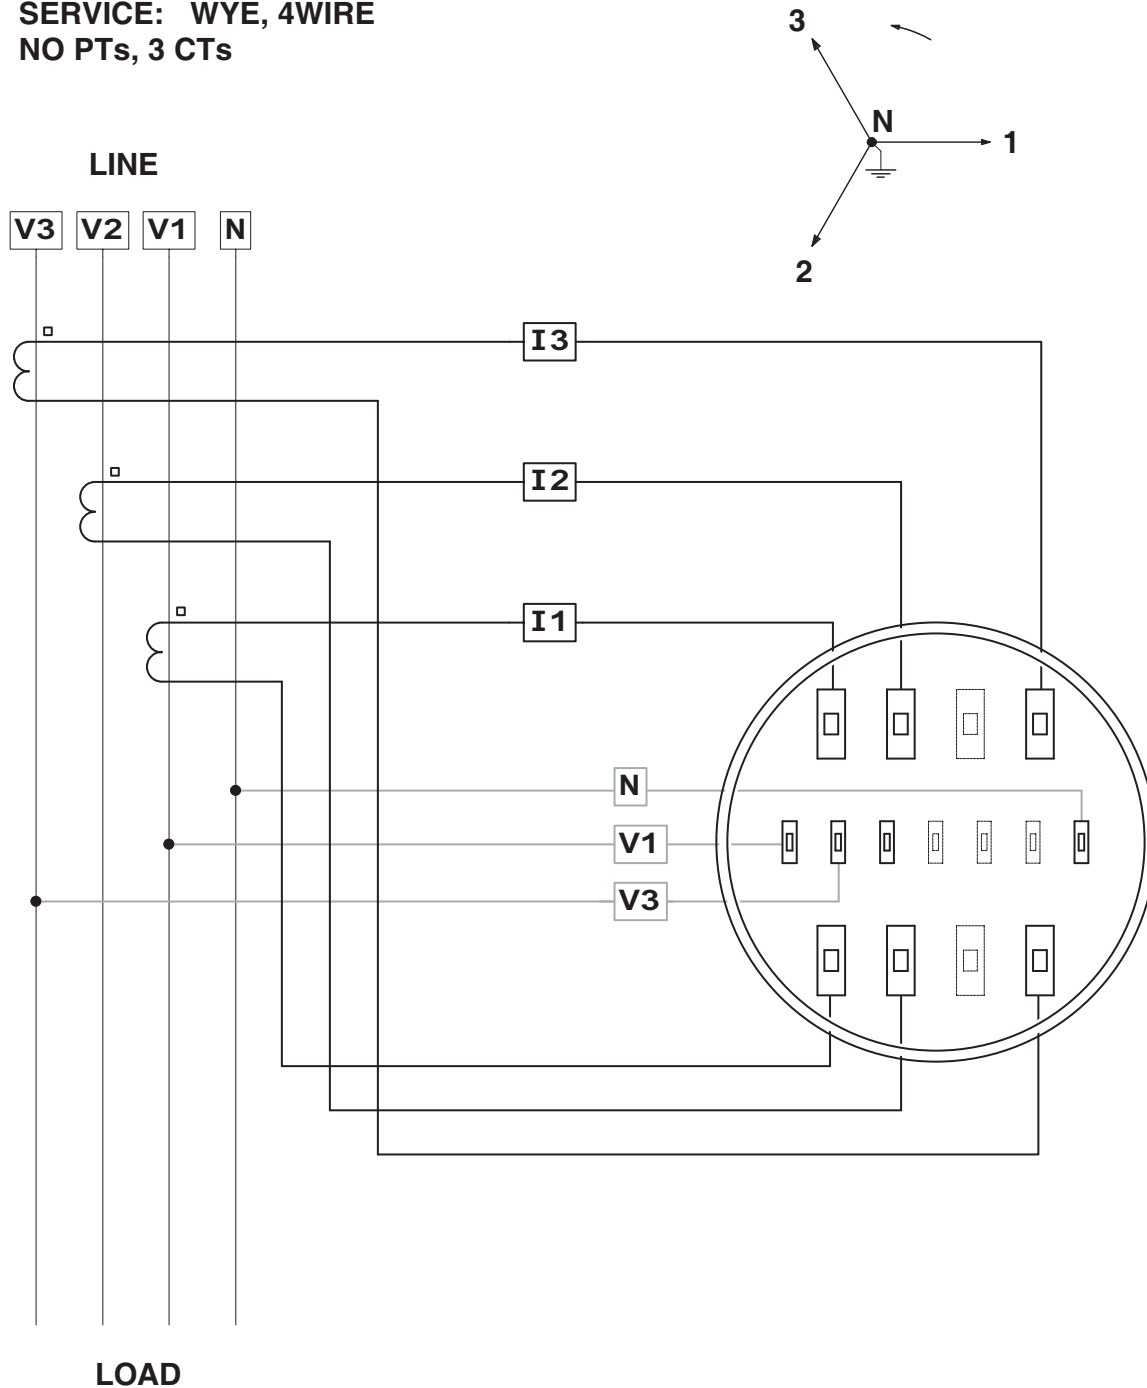 SERVICE: WYE, 4WIRE
NO PTs, 3 CTs
3
N
1
2
LINE
V3 V2 V1 N
I3
I2
I1
N
V1
V3
LOAD